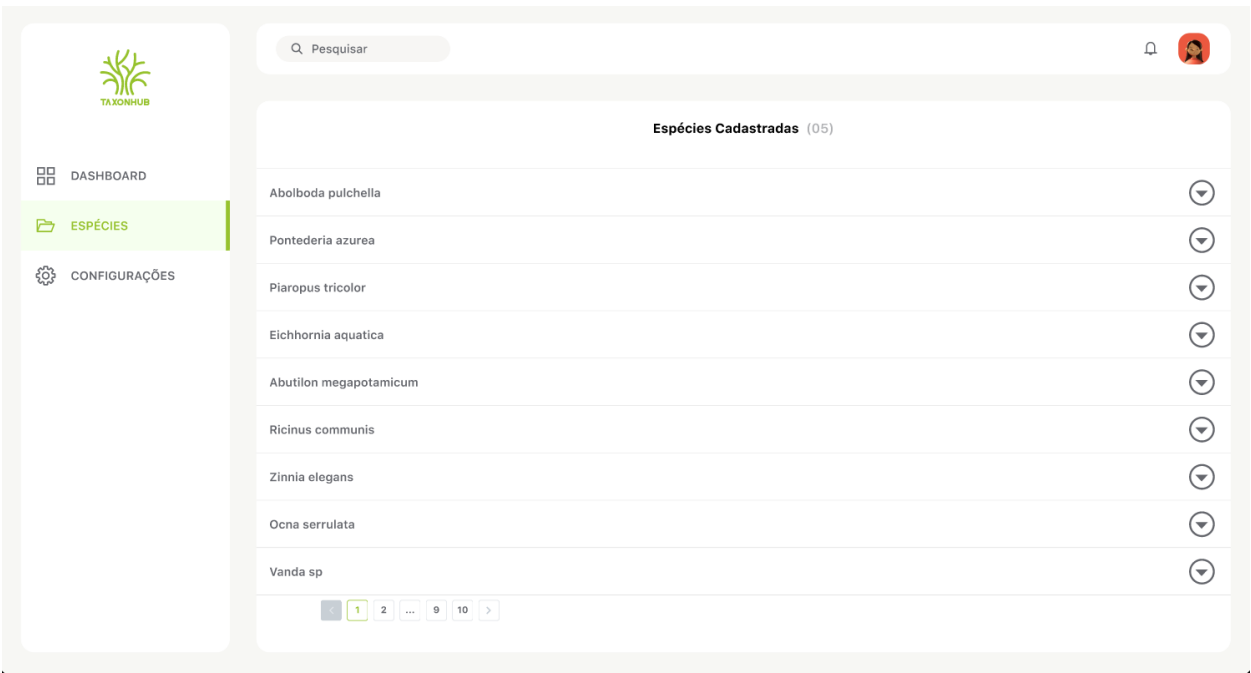 TAXONHUB
DASHBOARD
ESPÉCIES
CONFIGURAÇÕES
Pesquisar
Espécies Cadastradas (05)
Abolboda pulchella
Pontederia azurea
Piaropus tricolor
Eichhornia aquatica
Abutilon megapotamicum
Ricinus communis
Zinnia elegans
Ocna serrulata
Vanda sp
< 1 2 ... 9 10 >